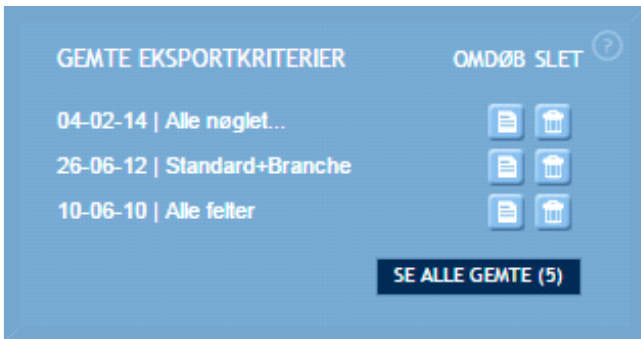 GEMTE EKSPORTKRITERIER OMDØB SLET ?
04-02-14 | Alle nøglet...
26-06-12 | Standard+Branche
10-06-10 | Alle felter
SE ALLE GEMTE (5)